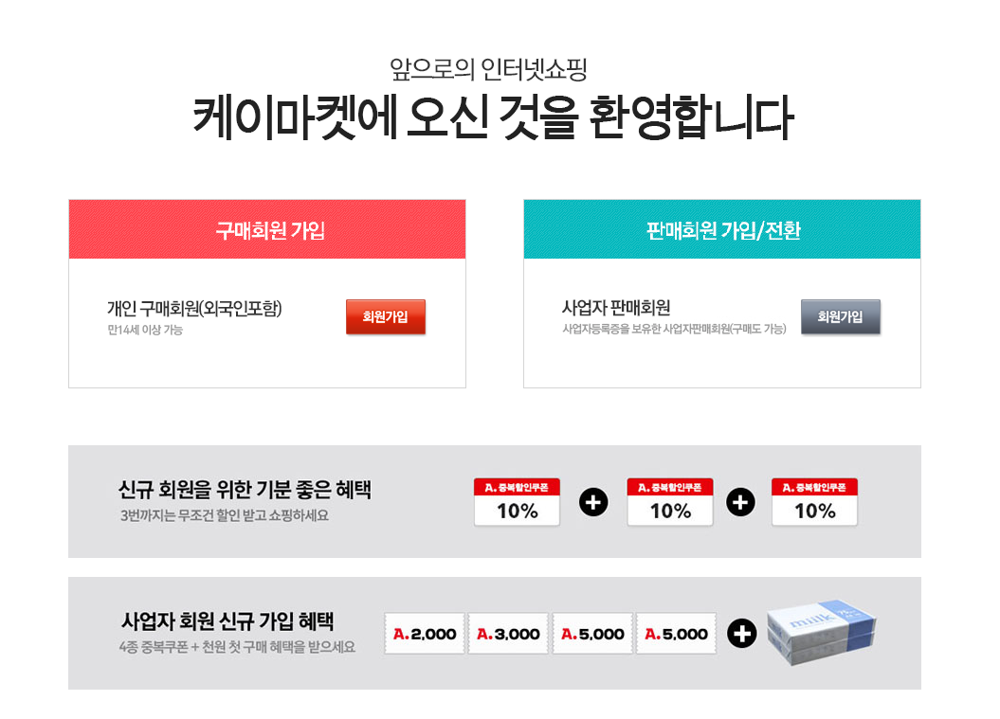 앞으로의 인터넷쇼핑
케이마켓에 오신 것을 환영합니다
구매회원 가입
개인 구매회원(외국인포함)
만14세 이상 가능
회원가입
판매회원 가입/전환
사업자 판매회원
사업자등록증을 보유한 사업자판매회원(구매도 가능)
회원가입
신규 회원을 위한 기분 좋은 혜택
3번까지는 무조건 할인 받고 쇼핑하세요
A. 중복할인쿠폰
10%
+
A. 중복할인쿠폰
10%
+
A. 중복할인쿠폰
10%
사업자 회원 신규 가입 혜택
4종 중복쿠폰 + 천원 첫 구매 혜택을 받으세요
A.2,000
A.3,000
A.5,000
A.5,000
+
miilk